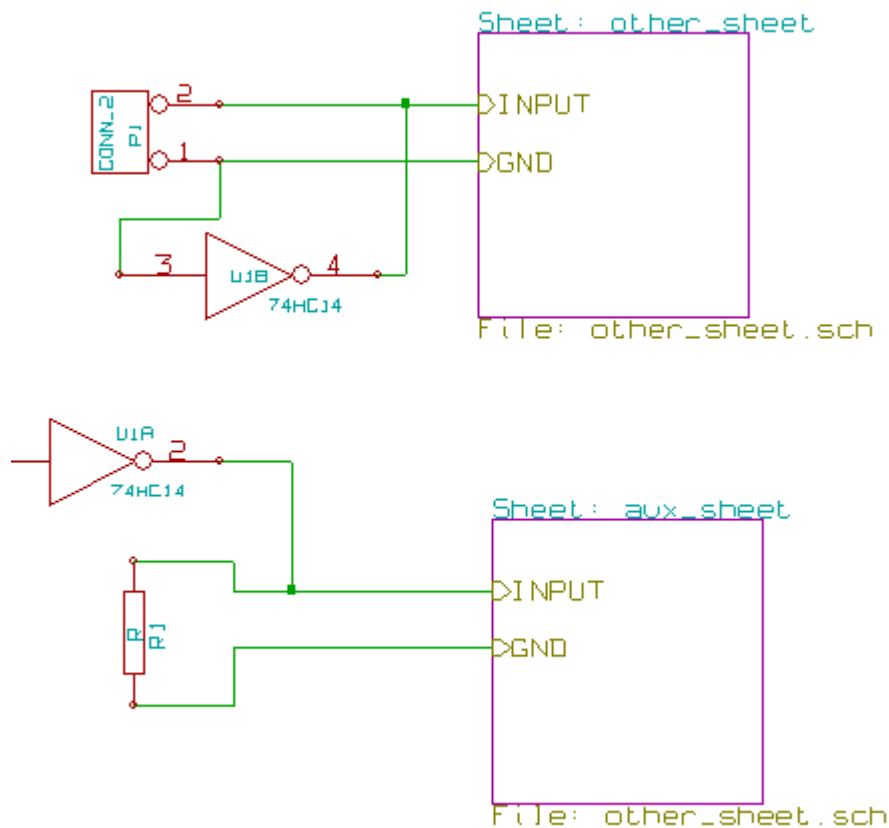 Sheet: other_sheet
CONN_2
P1
2
INPUT
1
GND
3
U1B
4
74HC14
File: other_sheet.sch
U1A
2
74HC14
Sheet: aux_sheet
INPUT
R
R1
GND
File: other_sheet.sch